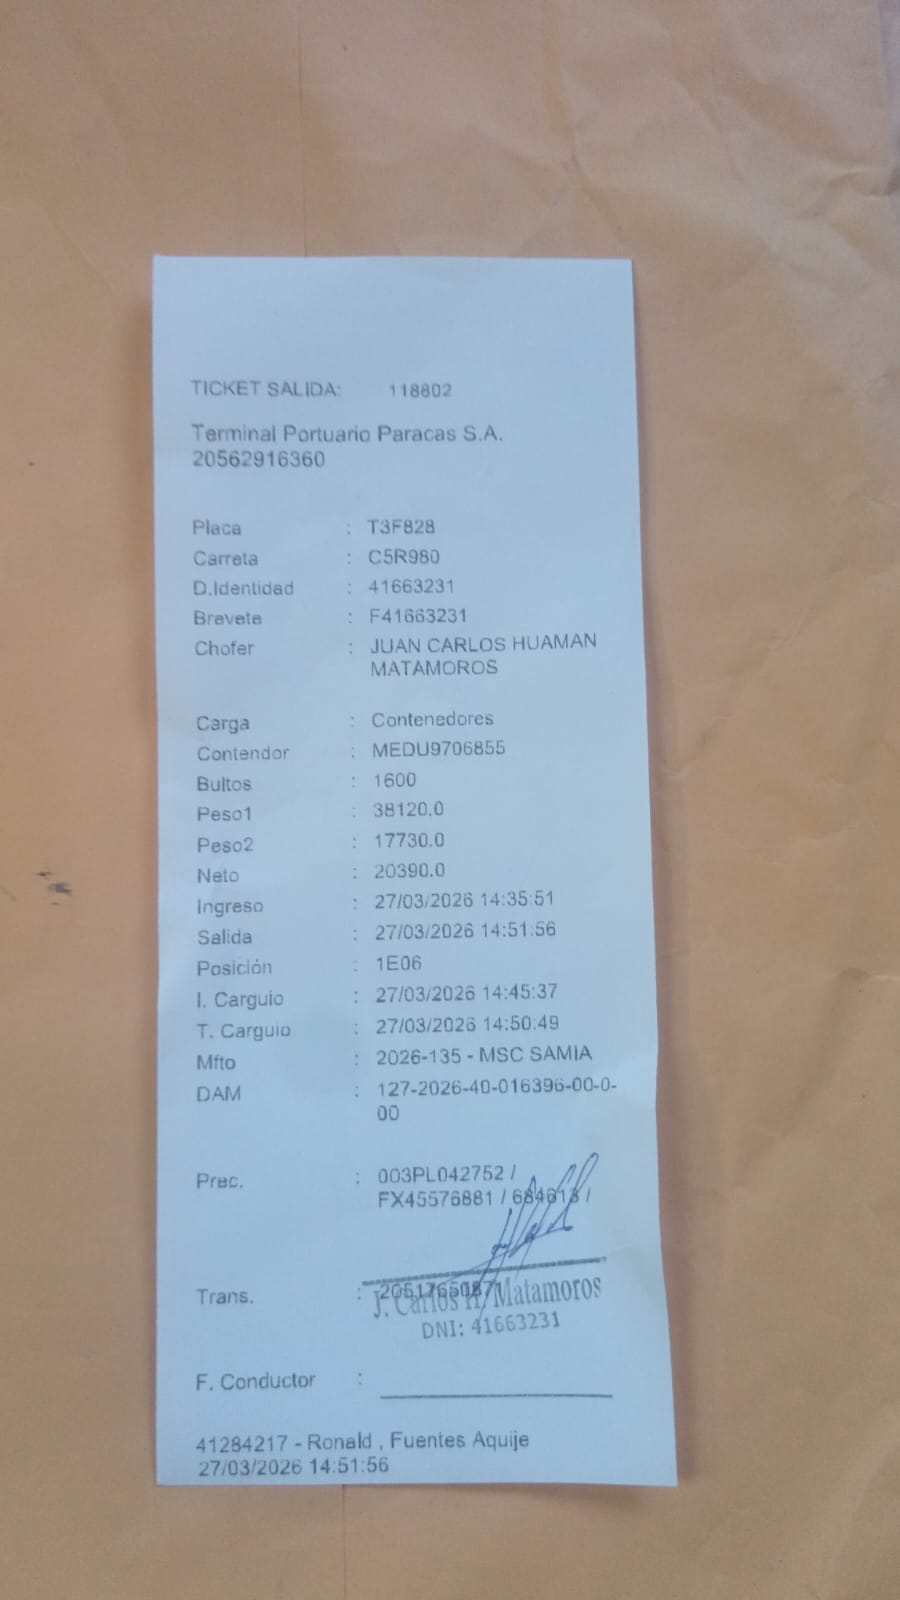 TICKET SALIDA: 118802
Terminal Portuario Paracas S.A.
20562916360
Placa : T3F828
Carreta : C5R980
D.Identidad : 41663231
Brevete : F41663231
Chofer : JUAN CARLOS HUAMAN
MATAMOROS
Carga : Contenedores
Contendor : MEDU9706855
Bultos : 1600
Peso1 : 38120.0
Peso2 : 17730.0
Neto : 20390.0
Ingreso : 27/03/2026 14:35:51
Salida : 27/03/2026 14:51:56
Posición : 1E06
I. Carguio : 27/03/2026 14:45:37
T. Carguio : 27/03/2026 14:50:49
Mfto : 2026-135 - MSC SAMIA
DAM : 127-2026-40-016396-00-0-
00
Prec. : 003PL042752 /
FX45576881 / 684613 /
Trans. : 20517650871
J. Carlos H. Matamoros
DNI: 41663231
F. Conductor :
41284217 - Ronald , Fuentes Aquije
27/03/2026 14:51:56